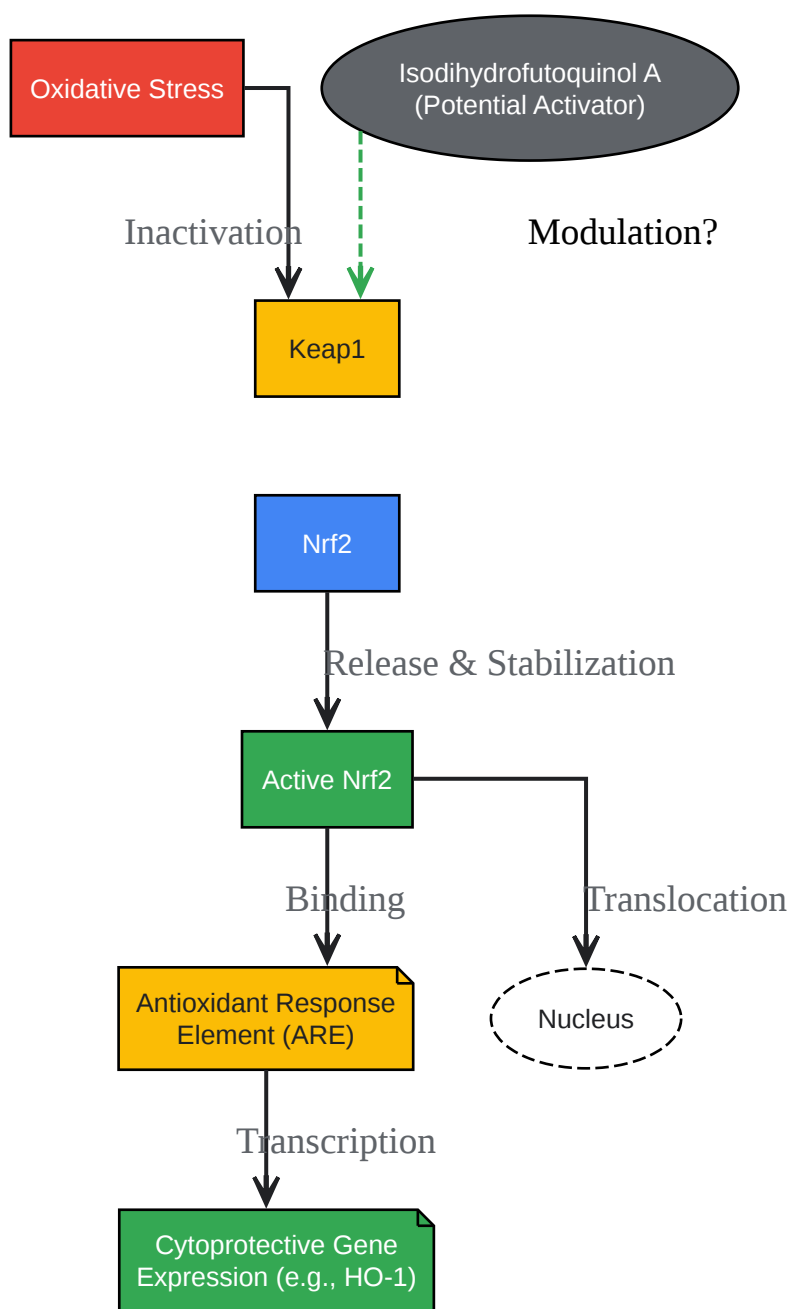 Oxidative Stress
Isodihydrofutoquinol A
(Potential Activator)
Inactivation
Modulation?
Keap1
Nrf2
Release & Stabilization
Active Nrf2
Binding
Translocation
Antioxidant Response
Element (ARE)
Nucleus
Transcription
Cytoprotective Gene
Expression (e.g., HO-1)